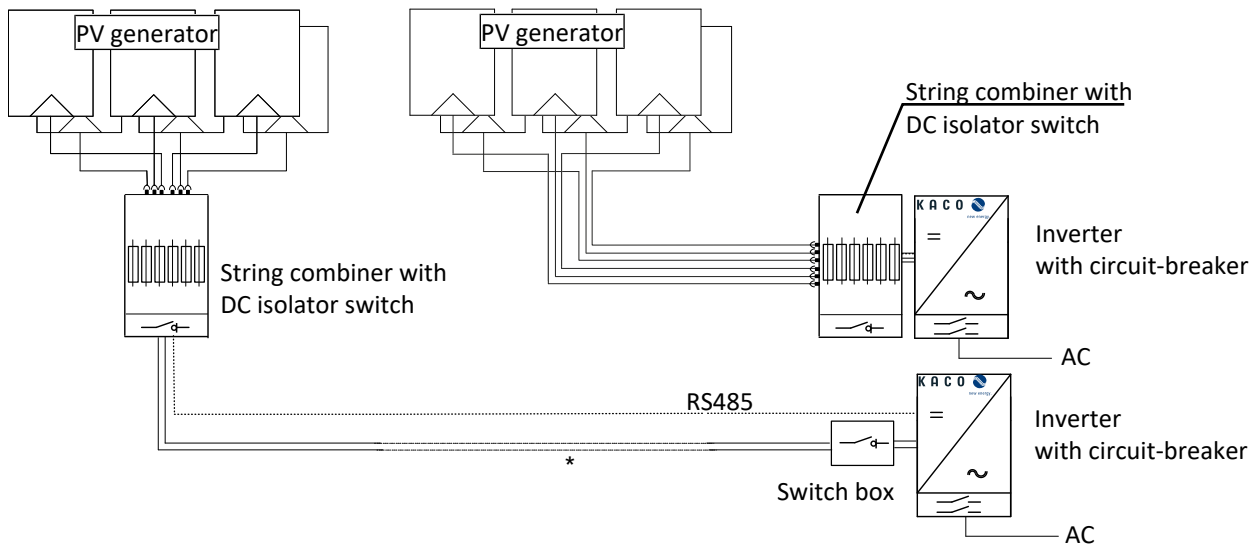 PV generator
PV generator
String combiner with
DC isolator switch
KACO
new energy
=
~
Inverter
with circuit-breaker
String combiner with
DC isolator switch
AC
KACO
new energy
=
~
RS485
Inverter
with circuit-breaker
*
Switch box
AC